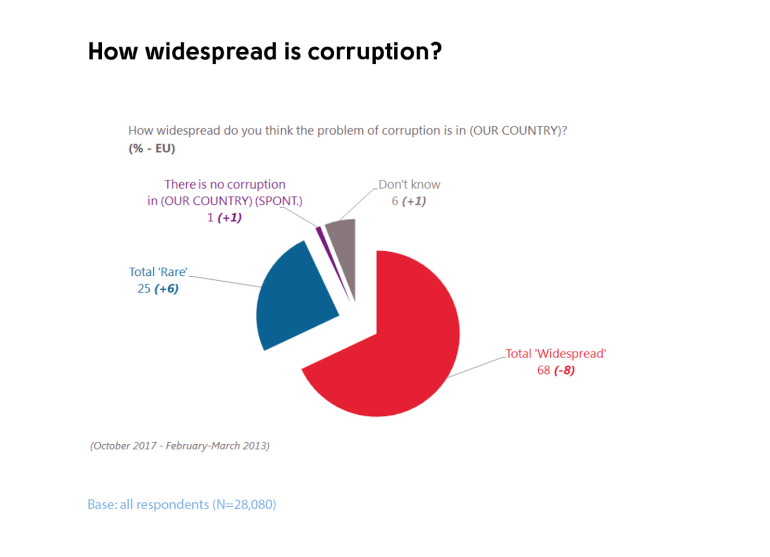 How widespread is corruption?
How widespread do you think the problem of corruption is in (OUR COUNTRY)?
(% - EU)
There is no corruption
in (OUR COUNTRY) (SPONT.)
1 (+1)
Don't know
6 (+1)
Total 'Rare'
25 (+6)
Total 'Widespread'
68 (-8)
(October 2017 - February-March 2013)
Base: all respondents (N=28,080)